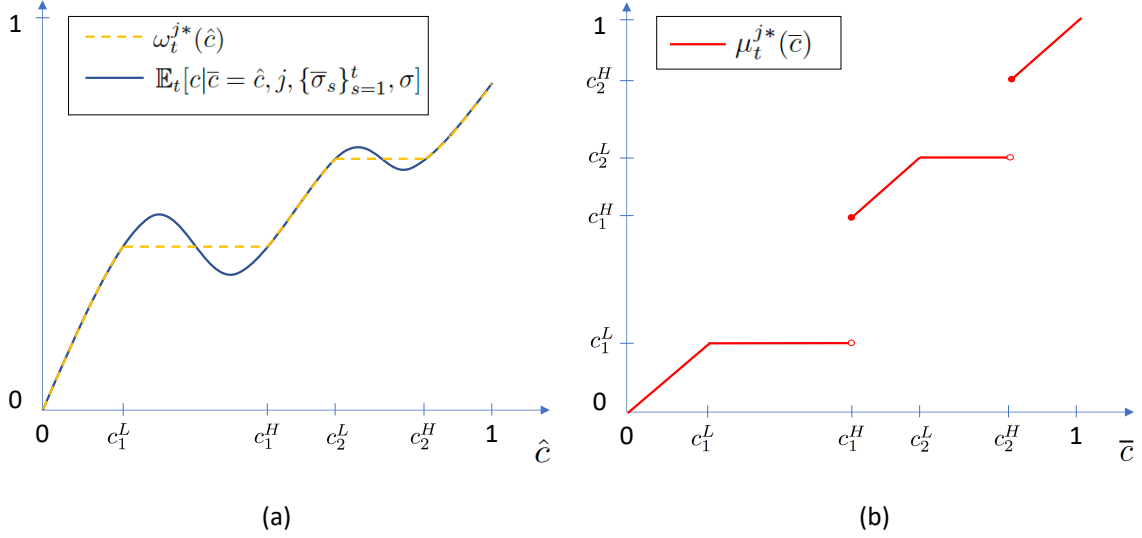 1
ω_t^{j*}(ĉ)
𝔼_t[c|c̅ = ĉ, j, {σ̅_s}_{s=1}^t, σ]
0
0 c_1^L c_1^H c_2^L c_2^H 1 ĉ
(a)
μ_t^{j*}(c̅)
1
c_2^H
c_2^L
c_1^H
c_1^L
0
0 c_1^L c_1^H c_2^L c_2^H 1 c̅
(b)